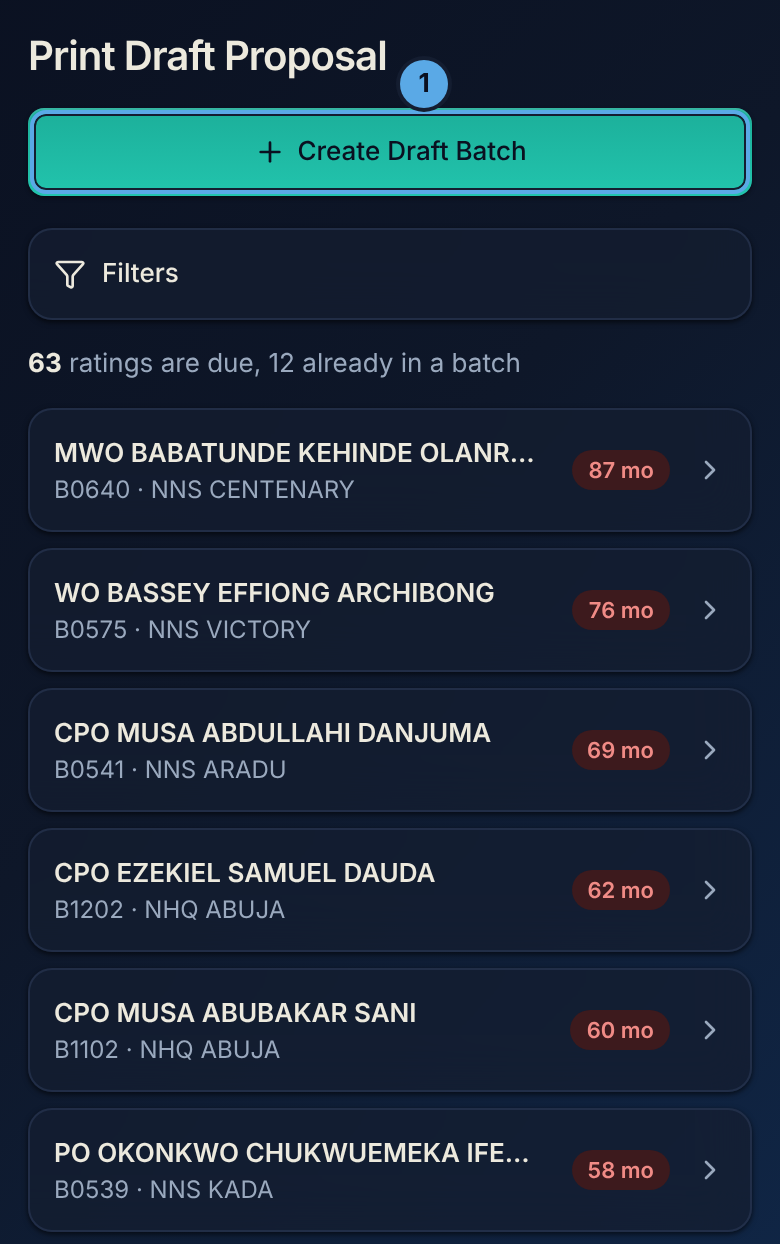 Print Draft Proposal
1
+ Create Draft Batch
Filters
63 ratings are due, 12 already in a batch
MWO BABATUNDE KEHINDE OLANR...
B0640 · NNS CENTENARY
87 mo
WO BASSEY EFFIONG ARCHIBONG
B0575 · NNS VICTORY
76 mo
CPO MUSA ABDULLAHI DANJUMA
B0541 · NNS ARADU
69 mo
CPO EZEKIEL SAMUEL DAUDA
B1202 · NHQ ABUJA
62 mo
CPO MUSA ABUBAKAR SANI
B1102 · NHQ ABUJA
60 mo
PO OKONKWO CHUKWUEMEKA IFE...
B0539 · NNS KADA
58 mo